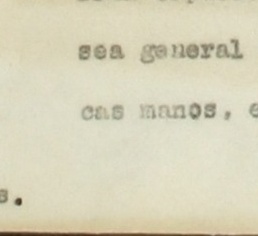 sea general
cas manos, e
s.